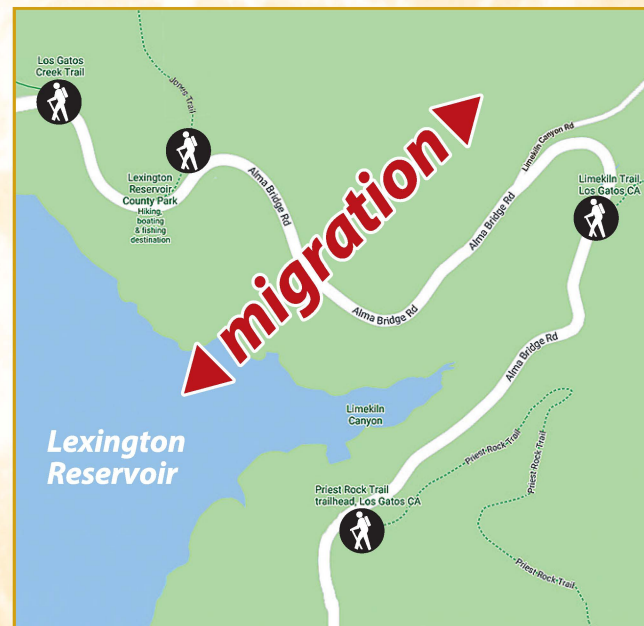 Los Gatos
Creek Trail
Jones Trail
Lexington
Reservoir
County Park
Hiking,
boating
& fishing
destination
Alma Bridge Rd
migration
Limekiln Canyon Rd
Limekiln Trail,
Los Gatos CA
Alma Bridge Rd
Alma Bridge Rd
Alma Bridge Rd
Limekiln
Canyon
Lexington
Reservoir
Priest Rock Trail
Priest Rock Trail
Priest Rock Trail
trailhead, Los Gatos CA
Priest Rock Trail